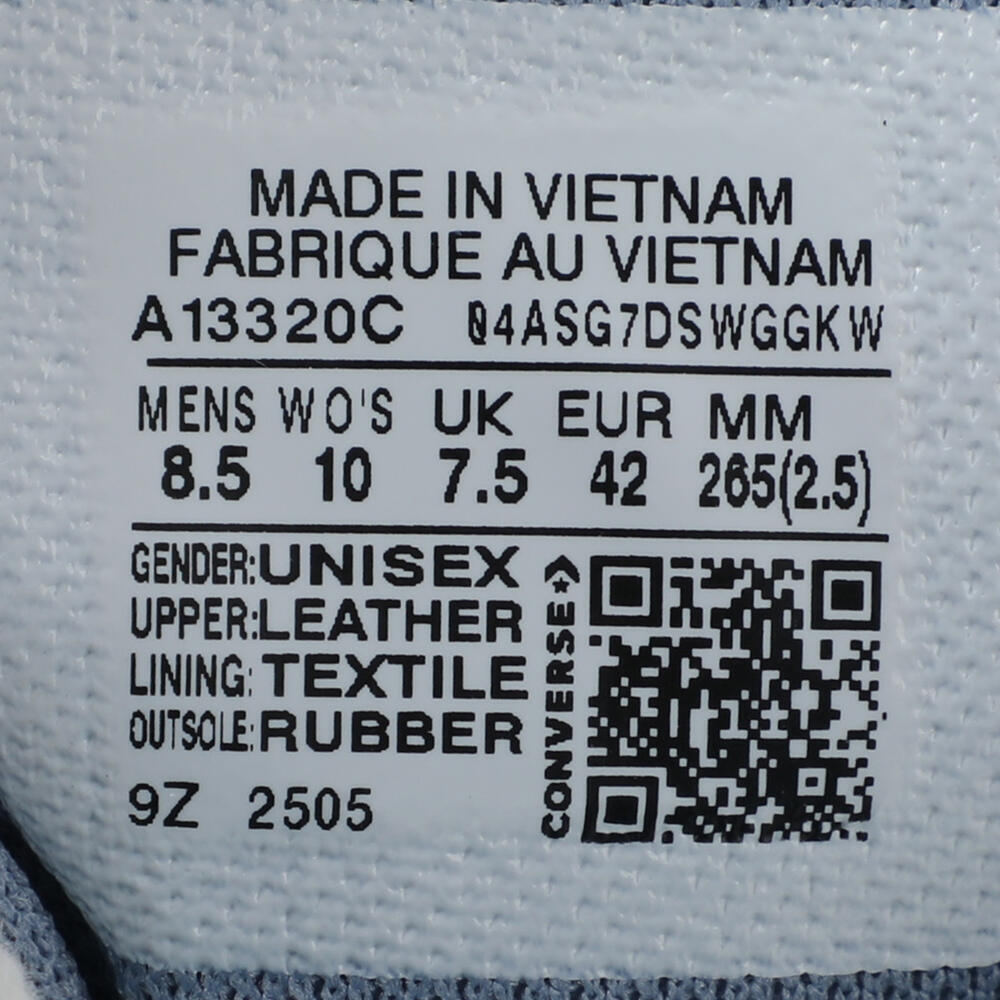 MADE IN VIETNAM
FABRIQUE AU VIETNAM
A13320C 04ASG7DSWGGKW
MENS WO'S UK EUR MM
8.5 10 7.5 42 265(2.5)
GENDER:UNISEX
UPPER:LEATHER
LINING:TEXTILE
OUTSOLE:RUBBER
9Z 2505
CONVERSE